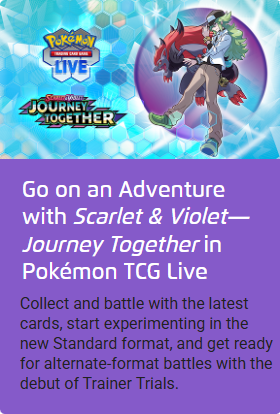 Pokémon
TRADING CARD GAME
LIVE
Scarlet & Violet
JOURNEY
TOGETHER
Go on an Adventure
with Scarlet & Violet—
Journey Together in
Pokémon TCG Live
Collect and battle with the latest
cards, start experimenting in the
new Standard format, and get ready
for alternate-format battles with the
debut of Trainer Trials.